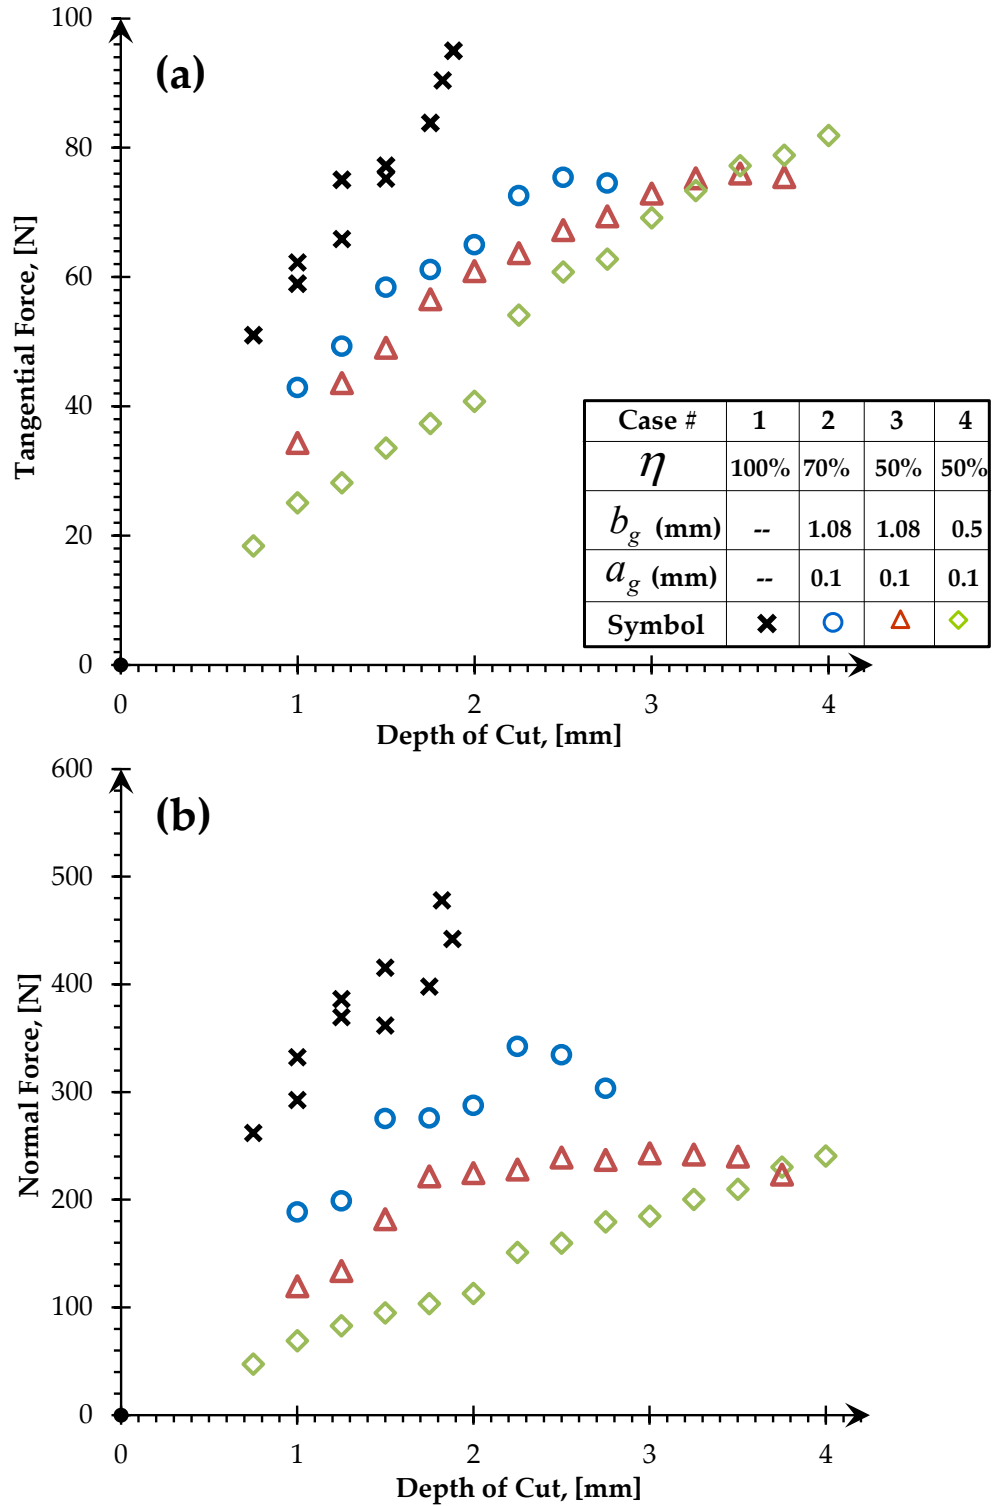 100
(a)
80
60
40
20
0
Tangential Force, [N]
Case # 1 2 3 4
η 100% 70% 50% 50%
b_g (mm) -- 1.08 1.08 0.5
a_g (mm) -- 0.1 0.1 0.1
Symbol
0 1 2 3 4
Depth of Cut, [mm]
600
(b)
500
400
300
200
100
0
Normal Force, [N]
0 1 2 3 4
Depth of Cut, [mm]